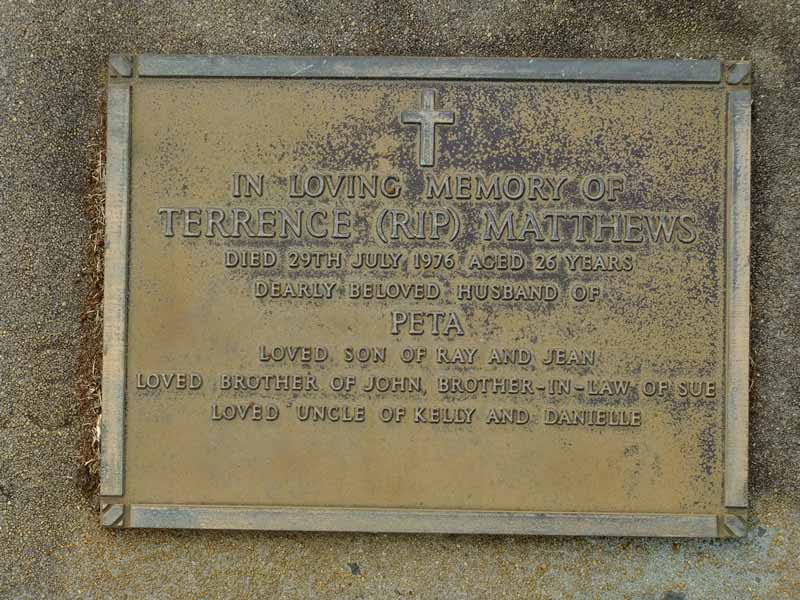 IN LOVING MEMORY OF
TERRENCE (RIP) MATTHEWS
DIED 29TH JULY 1976 AGED 26 YEARS
DEARLY BELOVED HUSBAND OF
PETA
LOVED SON OF RAY AND JEAN
LOVED BROTHER OF JOHN, BROTHER-IN-LAW OF SUE
LOVED UNCLE OF KELLY AND DANIELLE